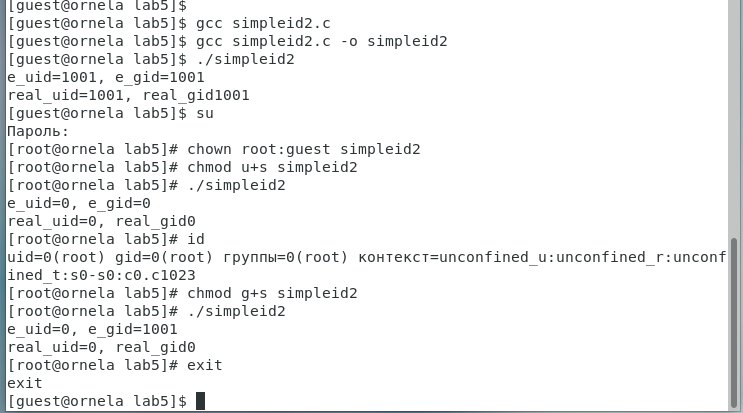 [guest@ornela lab5]$
[guest@ornela lab5]$ gcc simpleid2.c
[guest@ornela lab5]$ gcc simpleid2.c -o simpleid2
[guest@ornela lab5]$ ./simpleid2
e_uid=1001, e_gid=1001
real_uid=1001, real_gid1001
[guest@ornela lab5]$ su
Пароль:
[root@ornela lab5]# chown root:guest simpleid2
[root@ornela lab5]# chmod u+s simpleid2
[root@ornela lab5]# ./simpleid2
e_uid=0, e_gid=0
real_uid=0, real_gid0
[root@ornela lab5]# id
uid=0(root) gid=0(root) группы=0(root) контекст=unconfined_u:unconfined_r:unconf
ined_t:s0-s0:c0.c1023
[root@ornela lab5]# chmod g+s simpleid2
[root@ornela lab5]# ./simpleid2
e_uid=0, e_gid=1001
real_uid=0, real_gid0
[root@ornela lab5]# exit
exit
[guest@ornela lab5]$